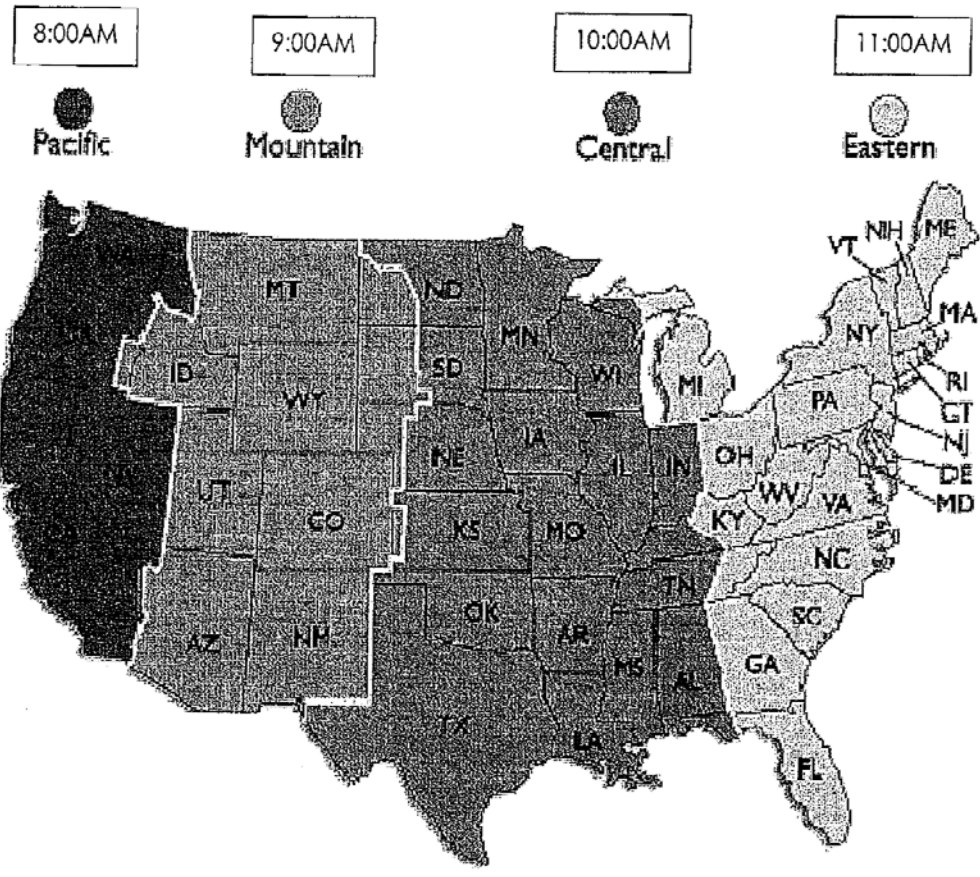 8:00AM
9:00AM
10:00AM
11:00AM
Pacific
Mountain
Central
Eastern
ME
NH
VT
MT
ND
MN
NY
MA
ID
SD
WI
MI
RI
WY
PA
CT
NJ
IA
NE
IL
IN
OH
DE
UT
WV
VA
MD
CO
KS
MO
KY
NC
TN
OK
AR
SC
AZ
NM
MS
AL
GA
TX
LA
FL